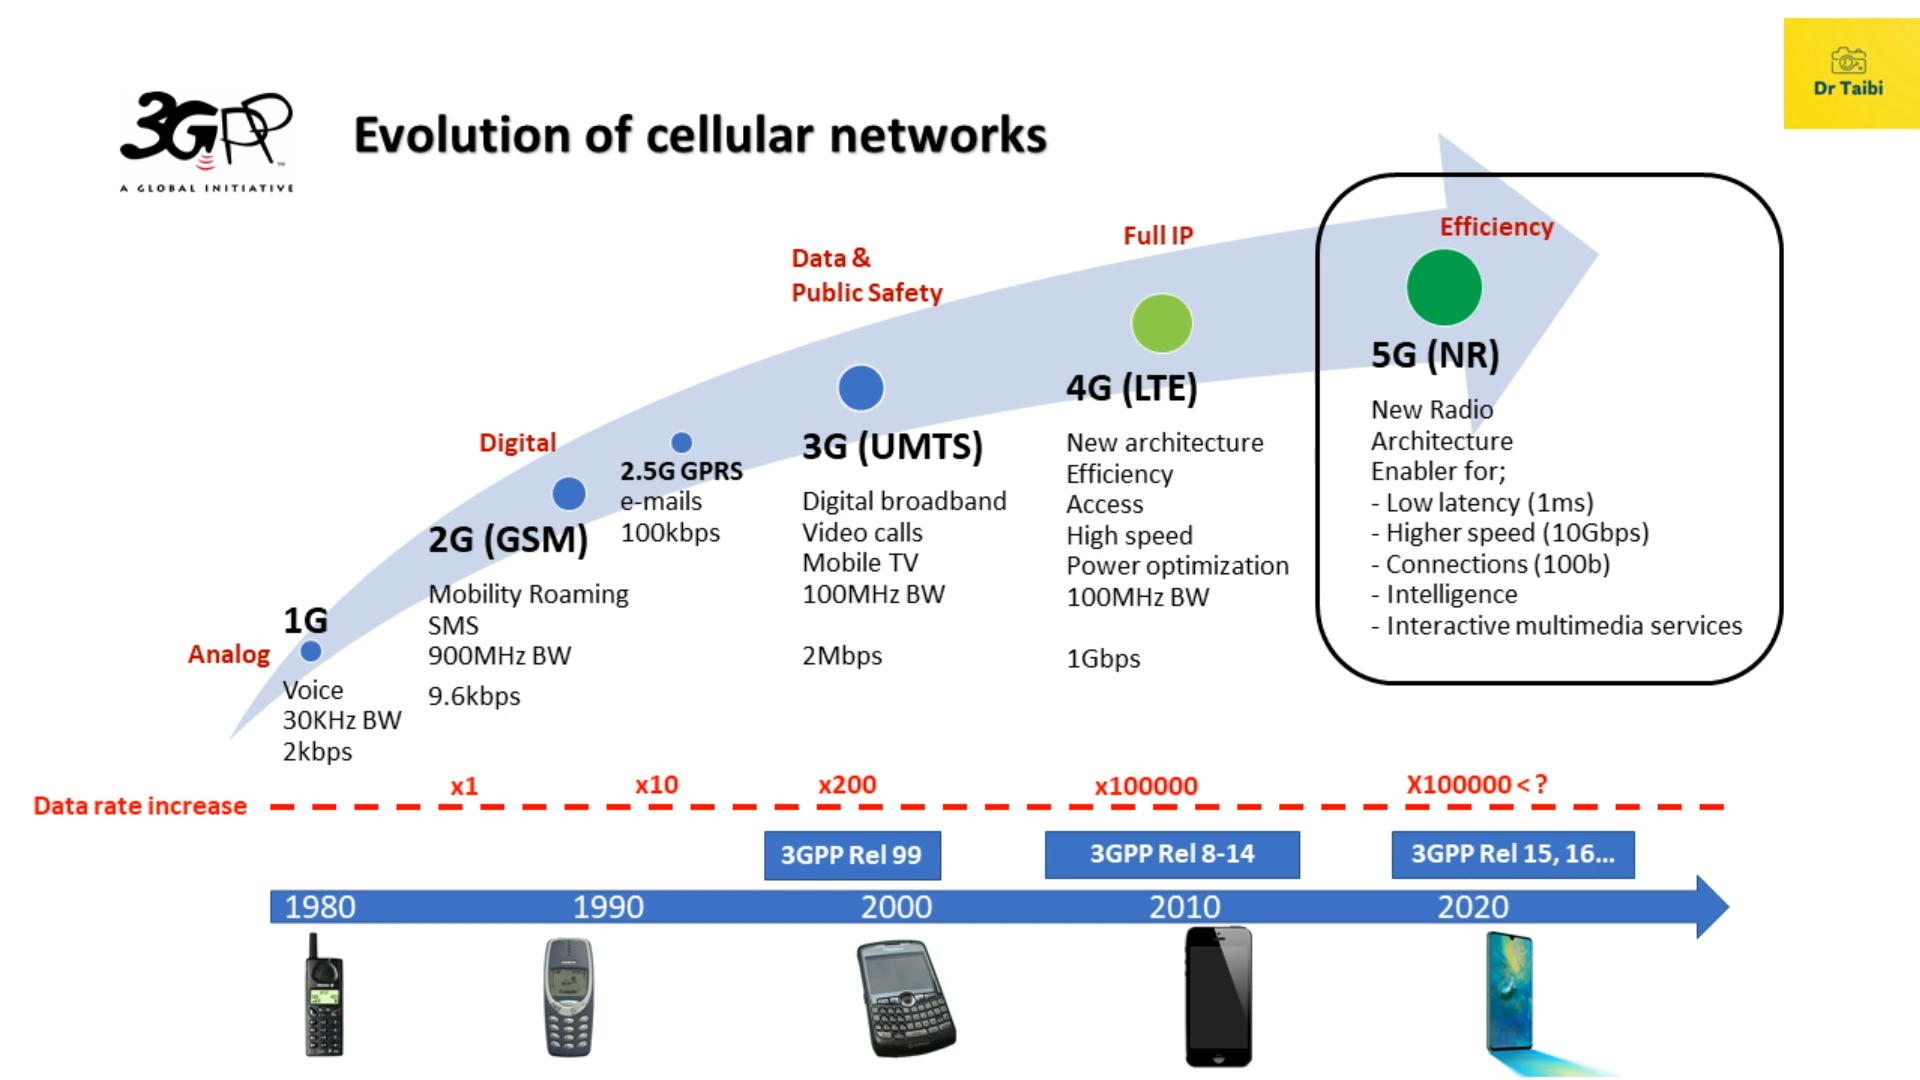 Dr Taibi
3GPP
™
A GLOBAL INITIATIVE
Evolution of cellular networks
Analog
1G
Voice
30KHz BW
2kbps
Digital
2G (GSM)
Mobility Roaming
SMS
900MHz BW
9.6kbps
2.5G GPRS
e-mails
100kbps
Data &
Public Safety
3G (UMTS)
Digital broadband
Video calls
Mobile TV
100MHz BW
2Mbps
Full IP
4G (LTE)
New architecture
Efficiency
Access
High speed
Power optimization
100MHz BW
1Gbps
Efficiency
5G (NR)
New Radio
Architecture
Enabler for;
- Low latency (1ms)
- Higher speed (10Gbps)
- Connections (100b)
- Intelligence
- Interactive multimedia services
Data rate increase
x1
x10
x200
x100000
X100000 < ?
3GPP Rel 99
3GPP Rel 8-14
3GPP Rel 15, 16...
1980
1990
2000
2010
2020